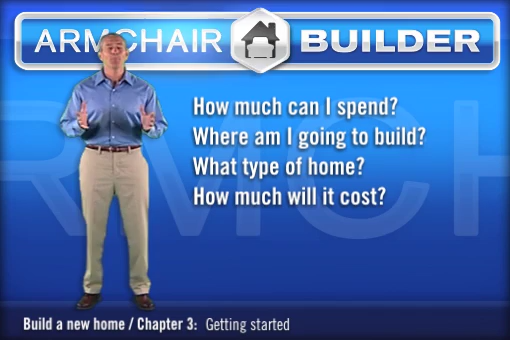 ARMCHAIR BUILDER
How much can I spend?
Where am I going to build?
What type of home?
How much will it cost?
Build a new home / Chapter 3: Getting started